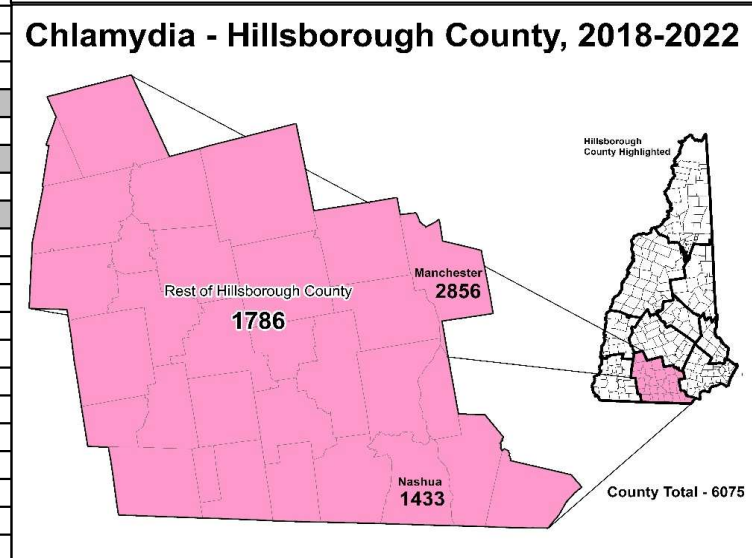 Chlamydia - Hillsborough County, 2018-2022
Hillsborough
County Highlighted
Manchester
2856
Rest of Hillsborough County
1786
Nashua
1433
County Total - 6075